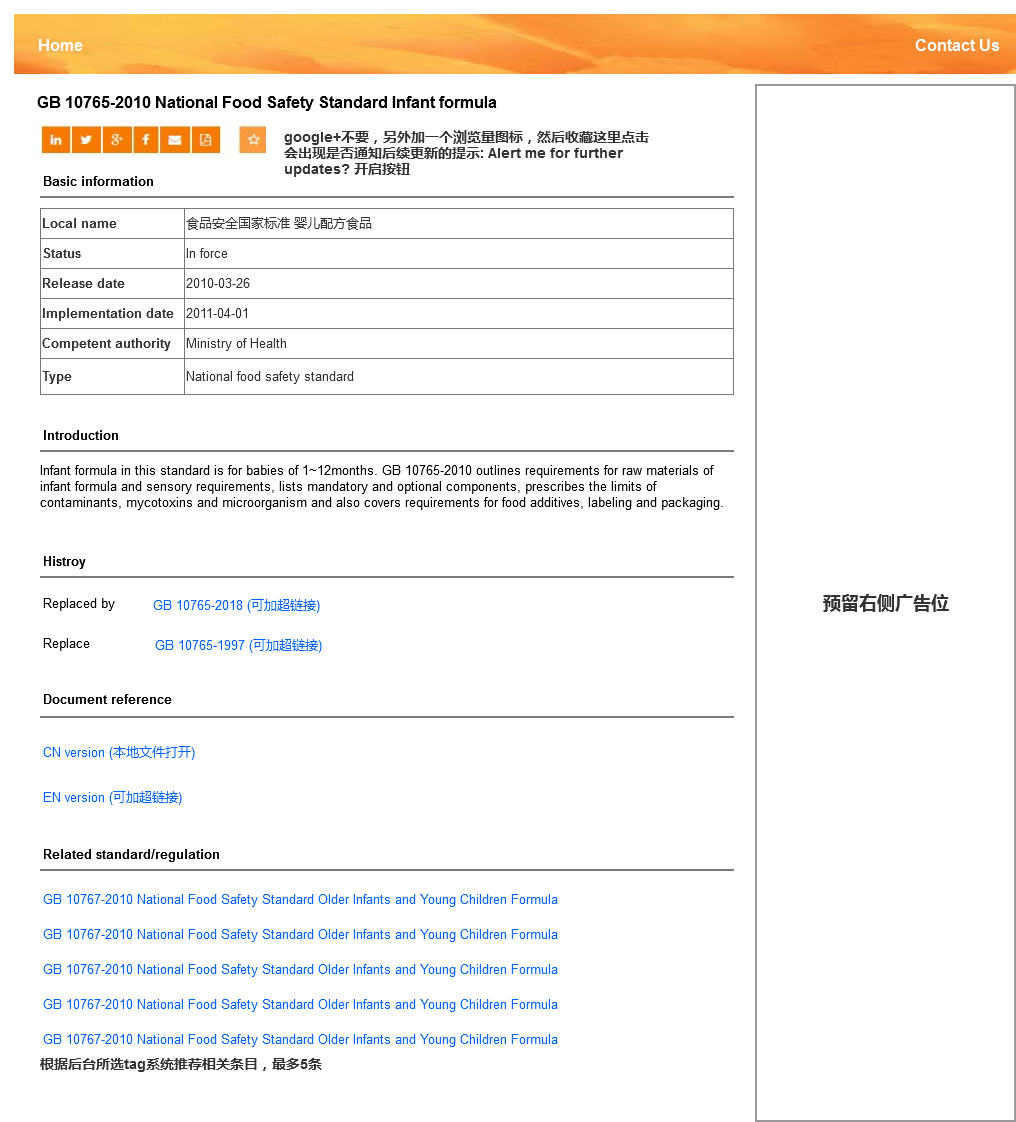 Home
Contact Us
GB 10765-2010 National Food Safety Standard Infant formula
google+不要，另外加一个浏览量图标，然后收藏这里点击
会出现是否通知后续更新的提示: Alert me for further
updates? 开启按钮
Basic information
Local name 食品安全国家标准 婴儿配方食品
Status In force
Release date 2010-03-26
Implementation date 2011-04-01
Competent authority Ministry of Health
Type National food safety standard
Introduction
Infant formula in this standard is for babies of 1~12months. GB 10765-2010 outlines requirements for raw materials of
infant formula and sensory requirements, lists mandatory and optional components, prescribes the limits of
contaminants, mycotoxins and microorganism and also covers requirements for food additives, labeling and packaging.
Histroy
Replaced by GB 10765-2018 (可加超链接)
Replace GB 10765-1997 (可加超链接)
Document reference
CN version (本地文件打开)
EN version (可加超链接)
Related standard/regulation
GB 10767-2010 National Food Safety Standard Older Infants and Young Children Formula
GB 10767-2010 National Food Safety Standard Older Infants and Young Children Formula
GB 10767-2010 National Food Safety Standard Older Infants and Young Children Formula
GB 10767-2010 National Food Safety Standard Older Infants and Young Children Formula
GB 10767-2010 National Food Safety Standard Older Infants and Young Children Formula
根据后台所选tag系统推荐相关条目，最多5条
预留右侧广告位